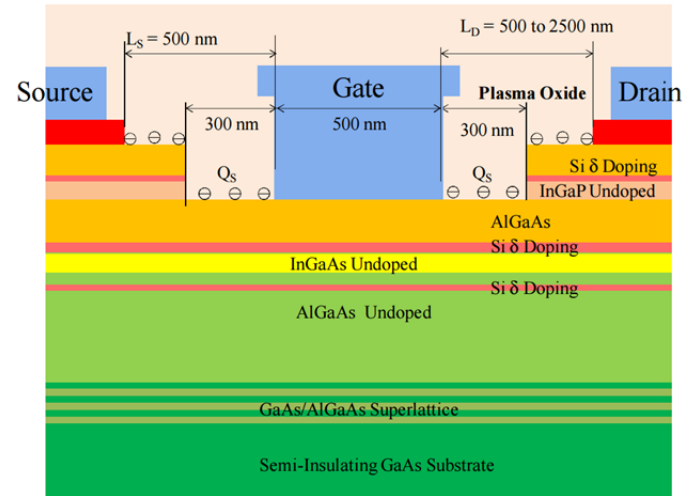 L_S = 500 nm
L_D = 500 to 2500 nm
Source
Gate
Plasma Oxide
Drain
300 nm
500 nm
300 nm
Q_S
Q_S
Si δ Doping
InGaP Undoped
AlGaAs
Si δ Doping
InGaAs Undoped
Si δ Doping
AlGaAs Undoped
GaAs/AlGaAs Superlattice
Semi-Insulating GaAs Substrate